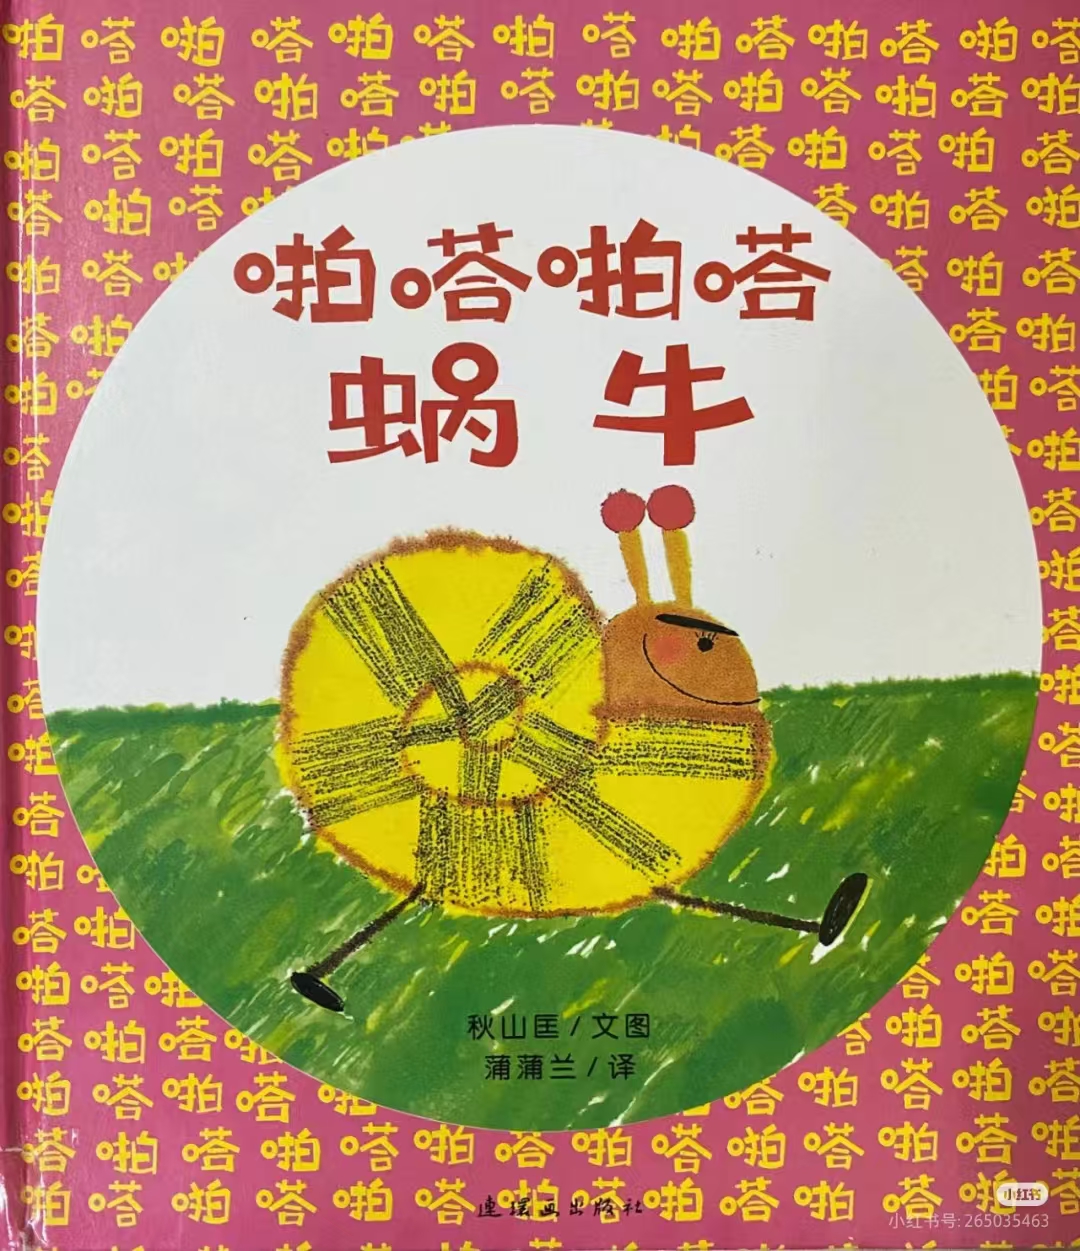 啪嗒啪嗒
蜗牛
秋山匡/文图
蒲蒲兰/译
连环画出版社
小红书
小红书号:265035463